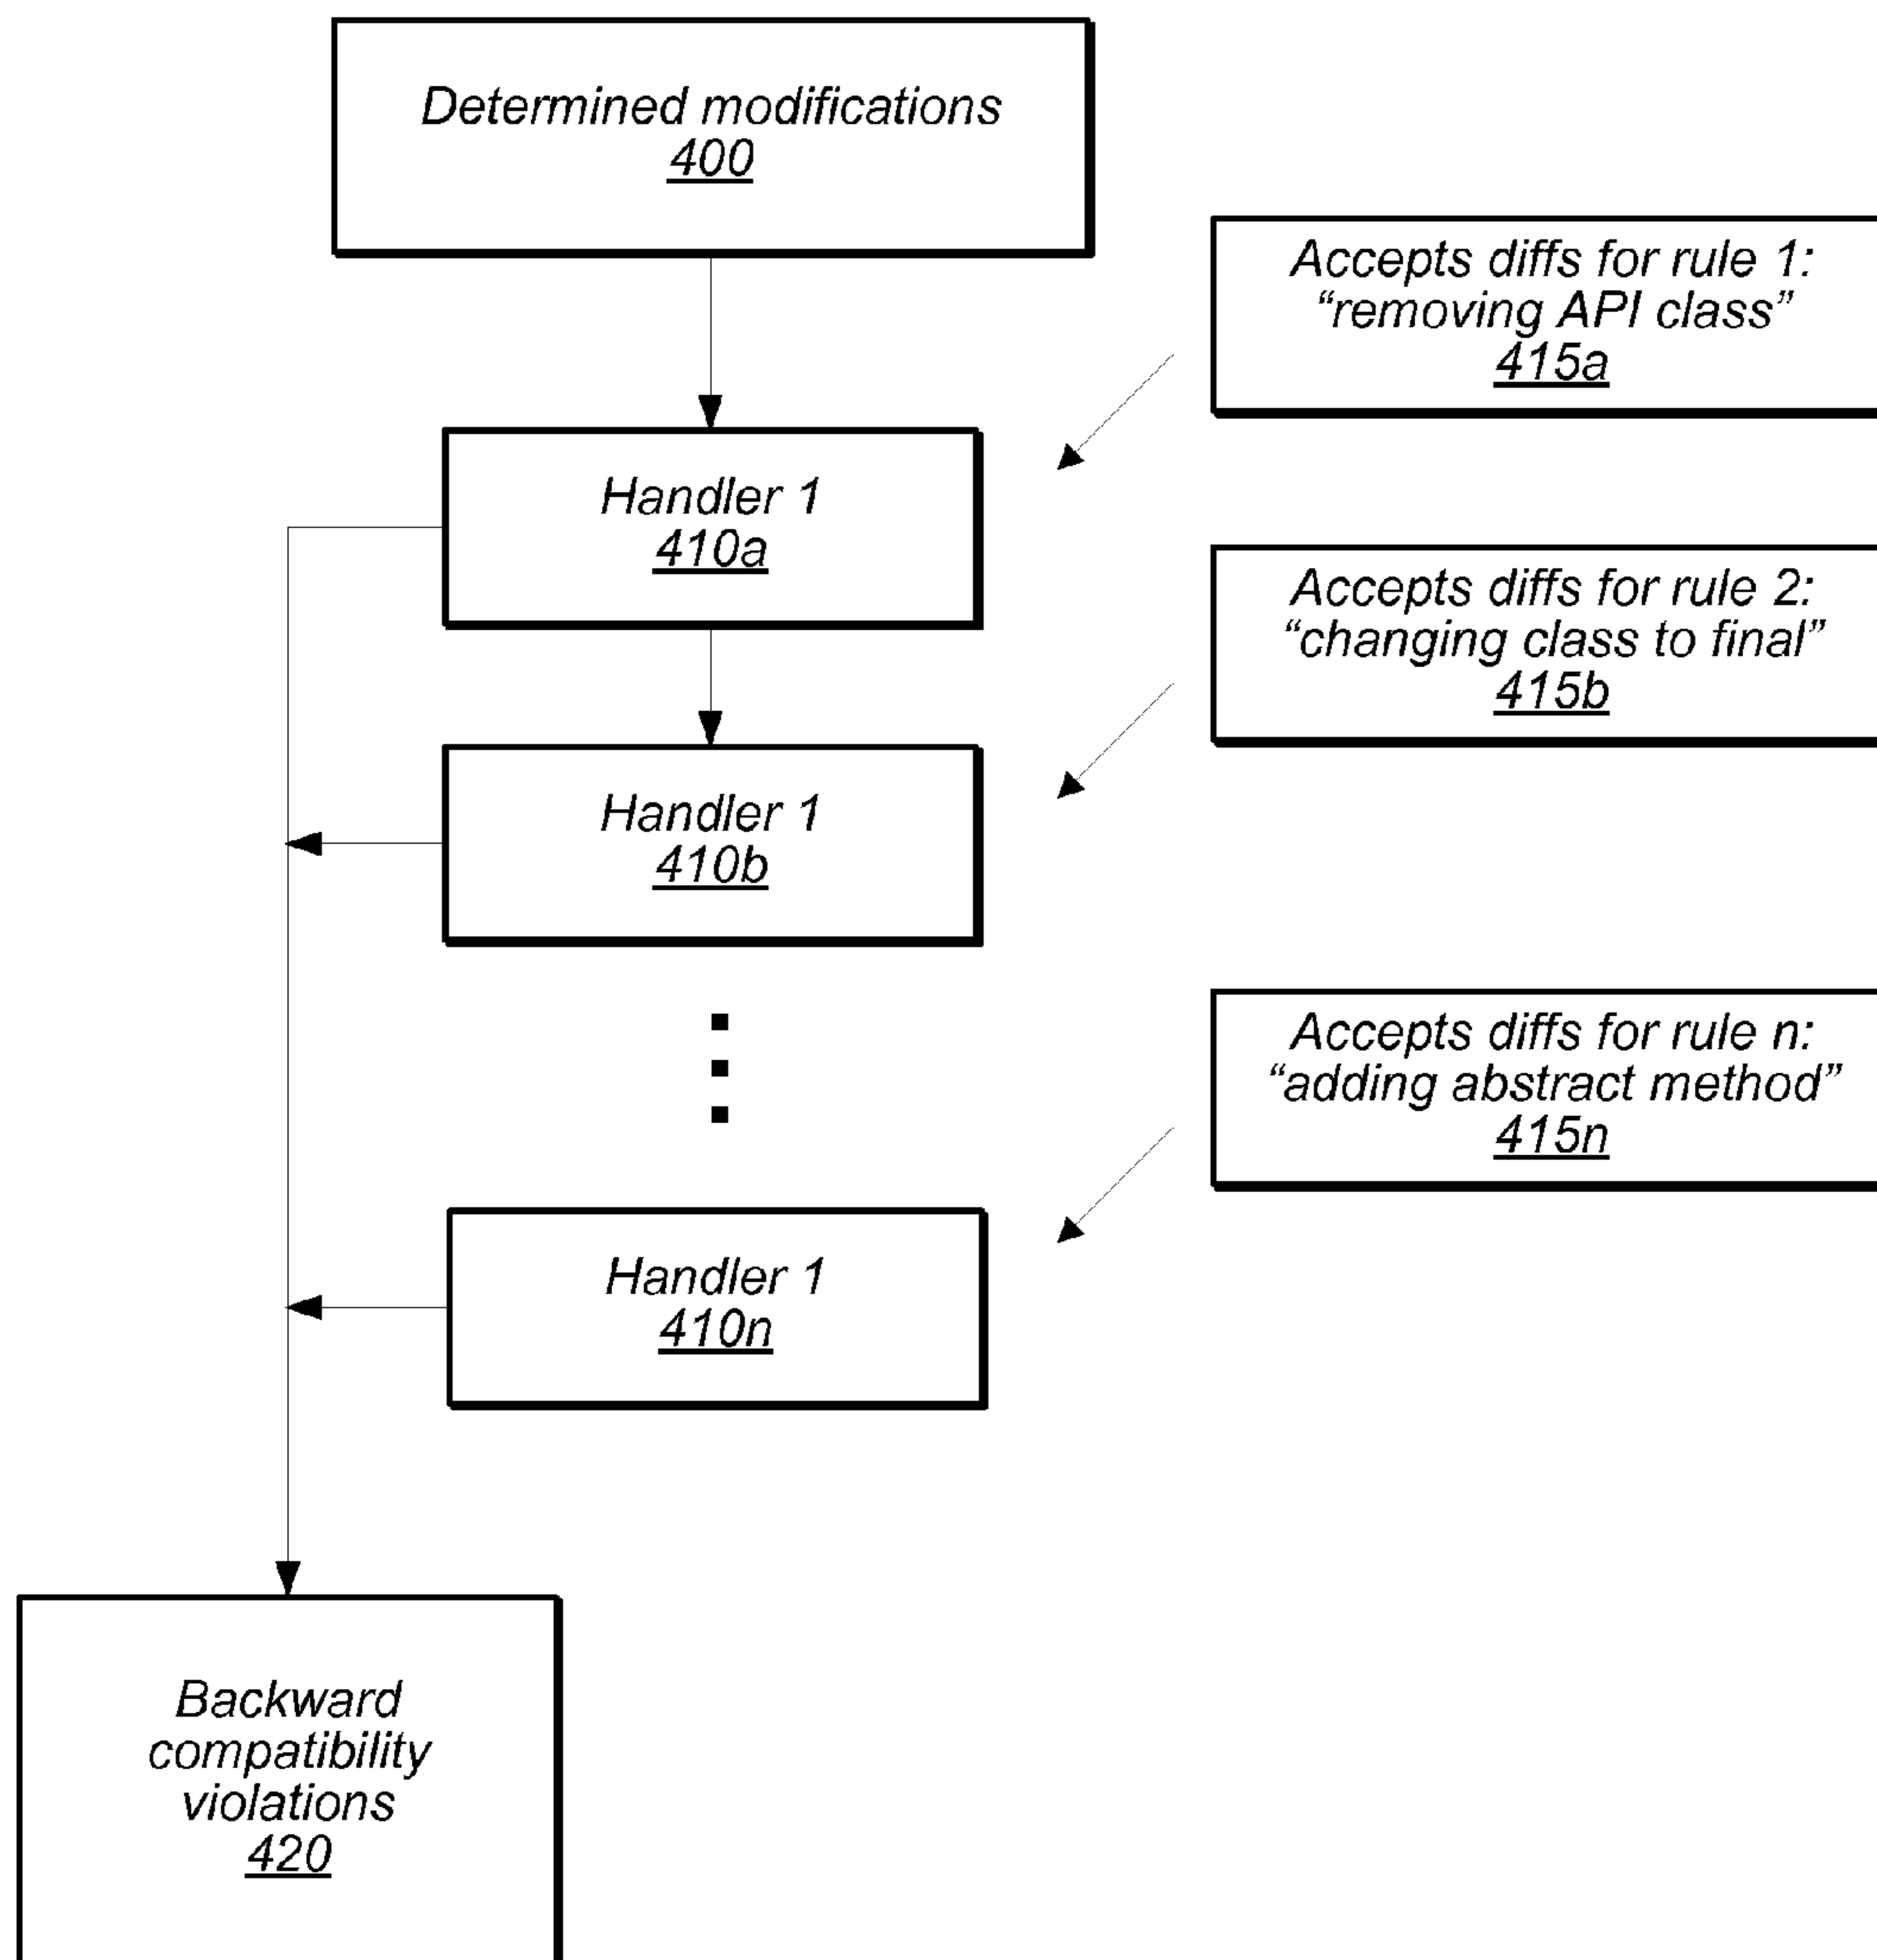 Determined modifications
400
Accepts diffs for rule 1:
“removing API class”
415a
Handler 1
410a
Accepts diffs for rule 2:
“changing class to final”
415b
Handler 1
410b
Accepts diffs for rule n:
“adding abstract method”
415n
Handler 1
410n
Backward
compatibility
violations
420